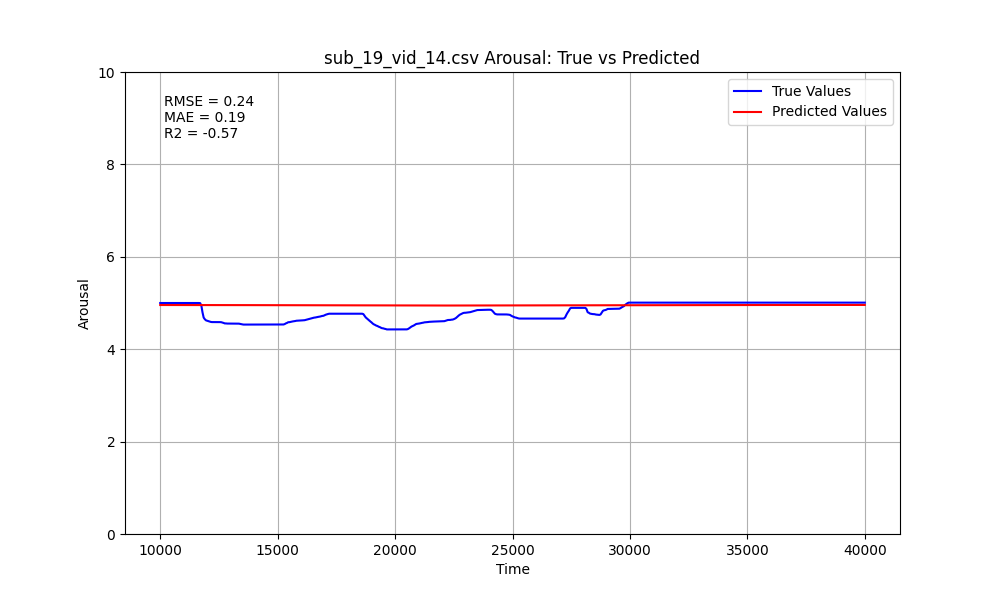 sub_19_vid_14.csv Arousal: True vs Predicted
RMSE = 0.24
MAE = 0.19
R2 = -0.57
True Values
Predicted Values
10
8
6
4
2
0
Arousal
10000
15000
20000
25000
30000
35000
40000
Time